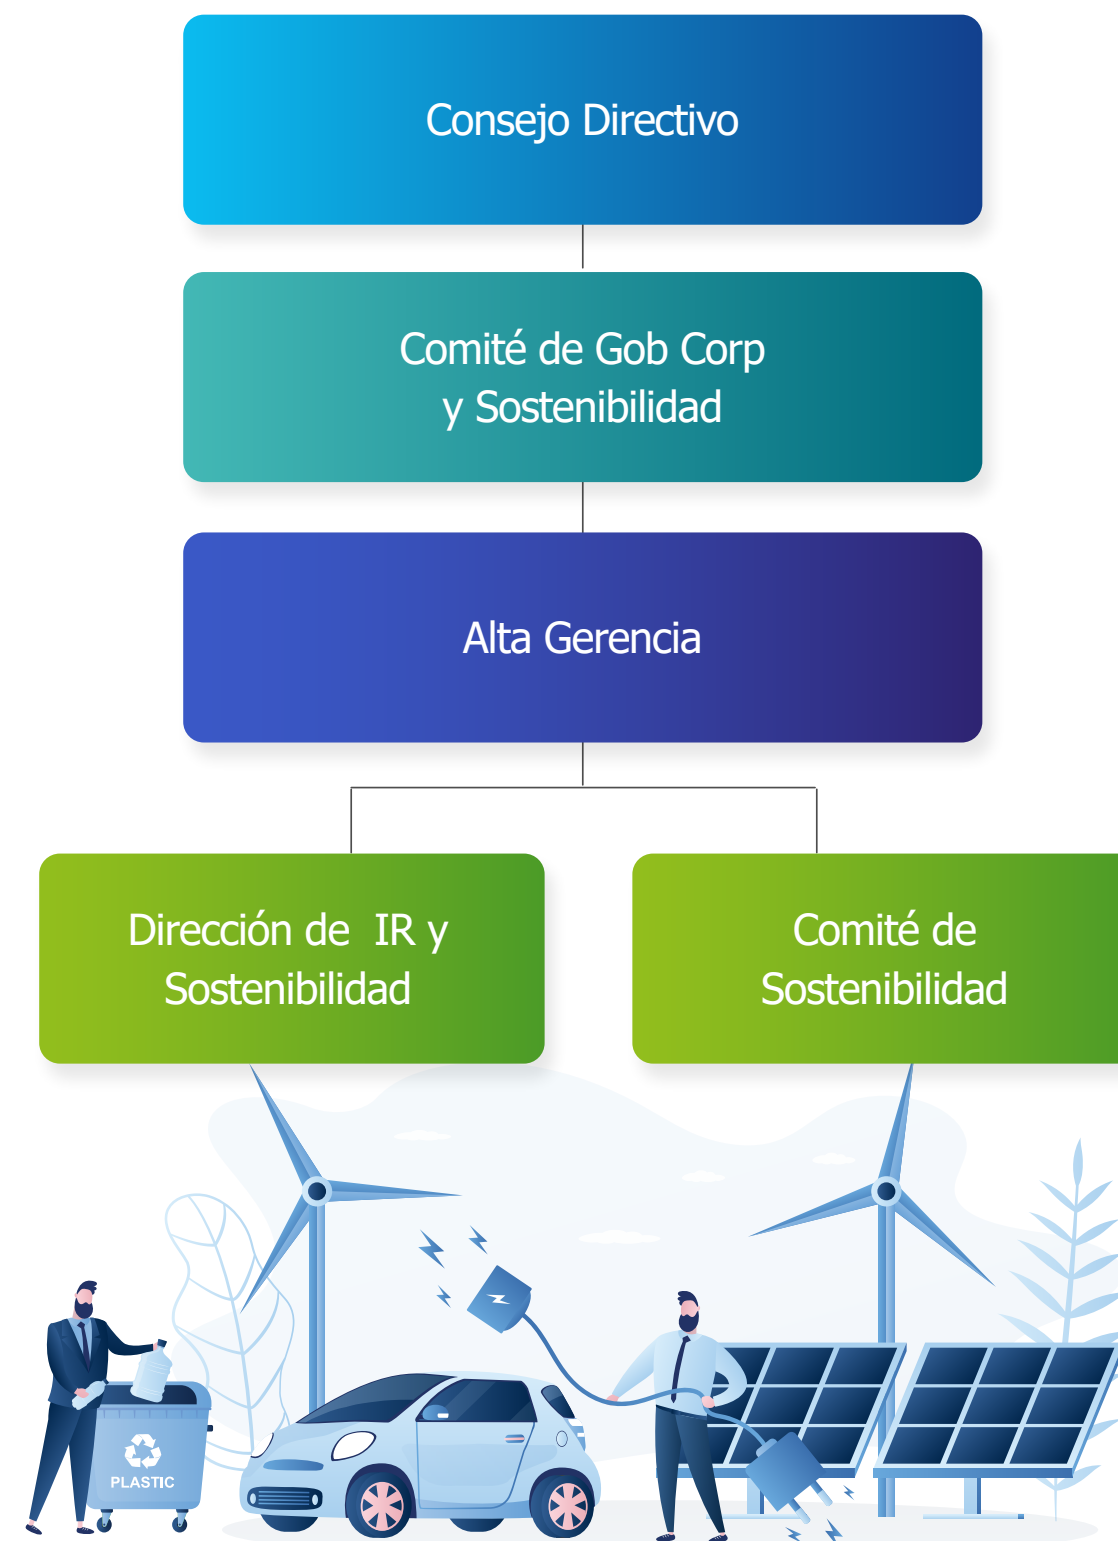 Consejo Directivo
Comité de Gob Corp
y Sostenibilidad
Alta Gerencia
Dirección de  IR y
Sostenibilidad
Comité de
Sostenibilidad
PLASTIC